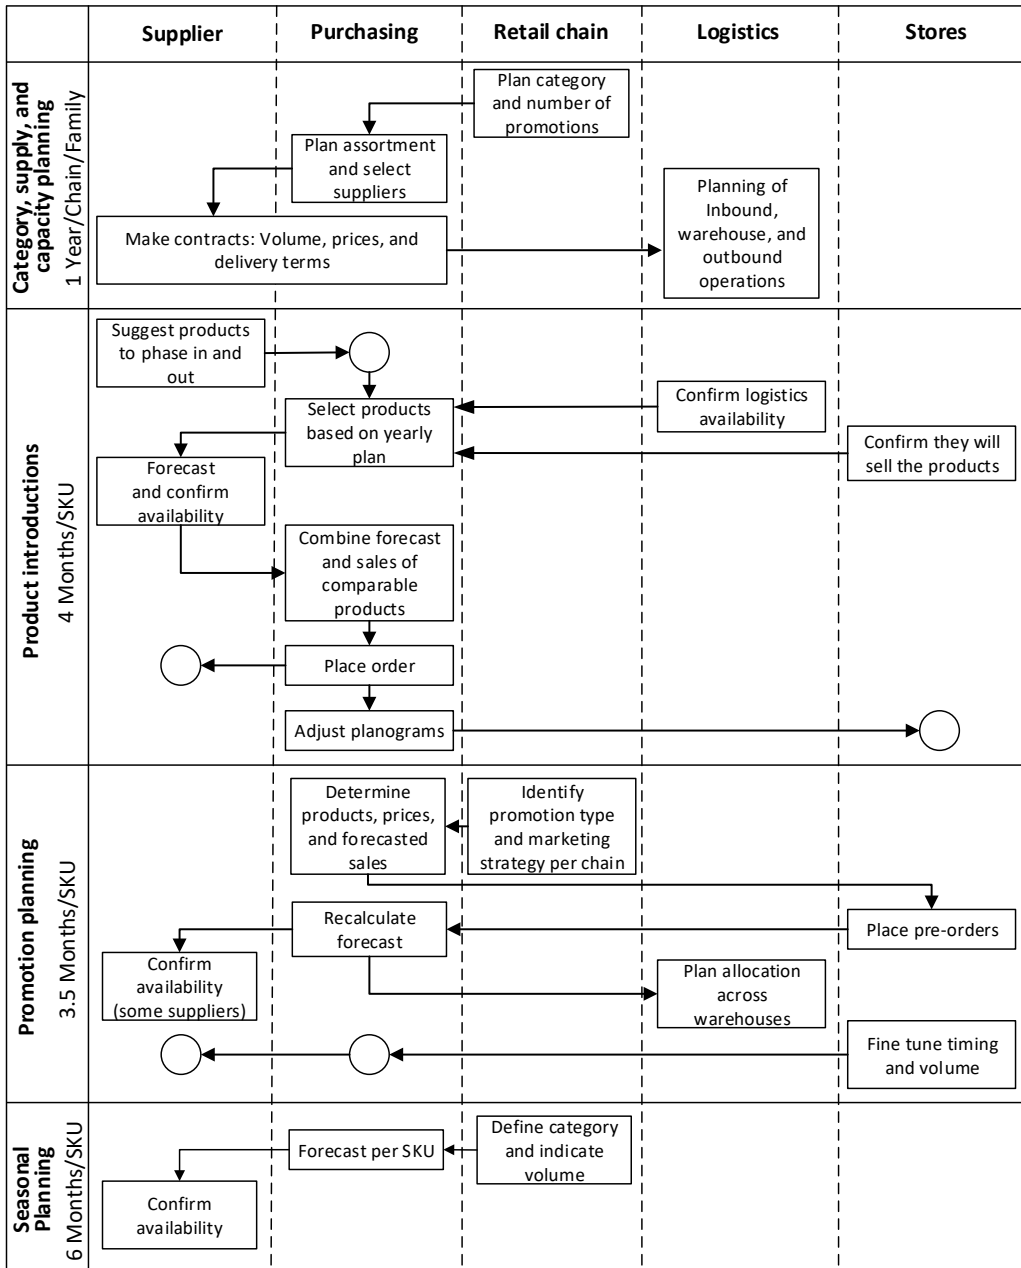 Supplier
Purchasing
Retail chain
Logistics
Stores
Category, supply, and
capacity planning
1 Year/Chain/Family
Plan category
and number of
promotions
Plan assortment
and select
suppliers
Make contracts: Volume, prices, and
delivery terms
Planning of
Inbound,
warehouse, and
outbound
operations
Product introductions
4 Months/SKU
Suggest products
to phase in and
out
Select products
based on yearly
plan
Confirm logistics
availability
Confirm they will
sell the products
Forecast
and confirm
availability
Combine forecast
and sales of
comparable
products
Place order
Adjust planograms
Promotion planning
3.5 Months/SKU
Determine
products, prices,
and forecasted
sales
Identify
promotion type
and marketing
strategy per chain
Recalculate
forecast
Place pre-orders
Confirm
availability
(some suppliers)
Plan allocation
across
warehouses
Fine tune timing
and volume
Seasonal
Planning
6 Months/SKU
Forecast per SKU
Define category
and indicate
volume
Confirm
availability